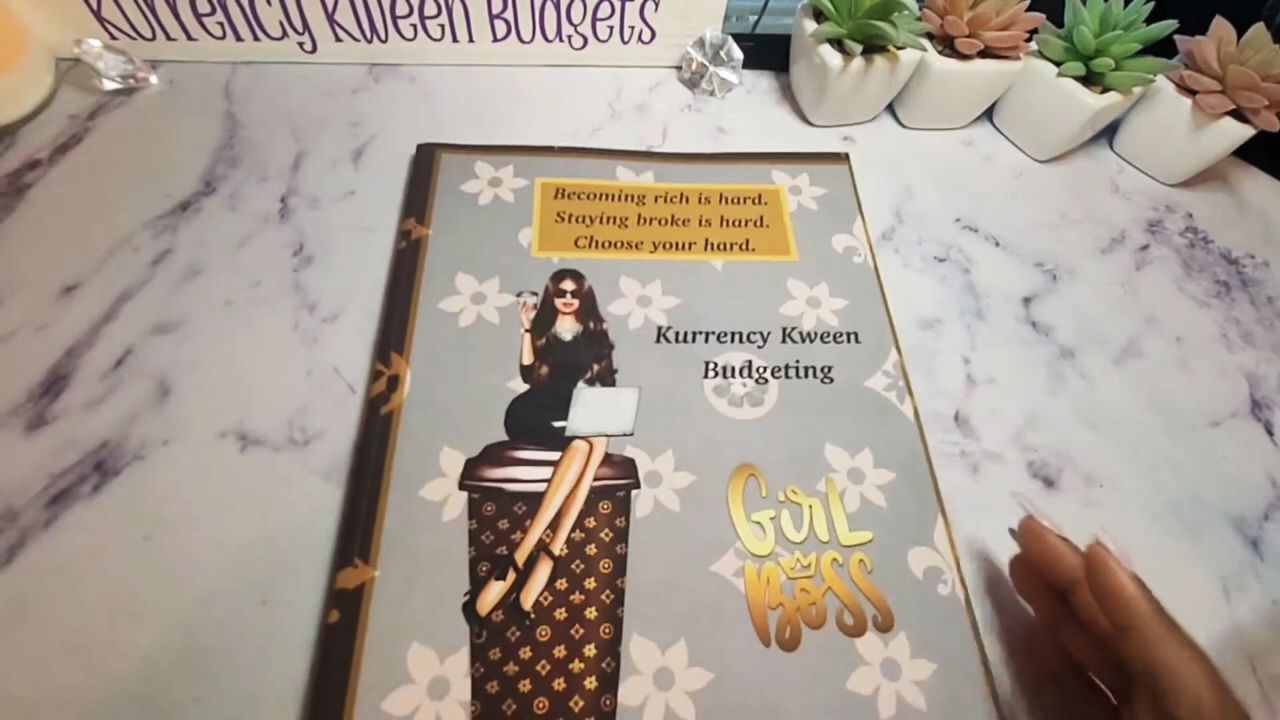 Kurrency Kween Budgets
Becoming rich is hard.
Staying broke is hard.
Choose your hard.
Kurrency Kween
Budgeting
GIRL
BOSS